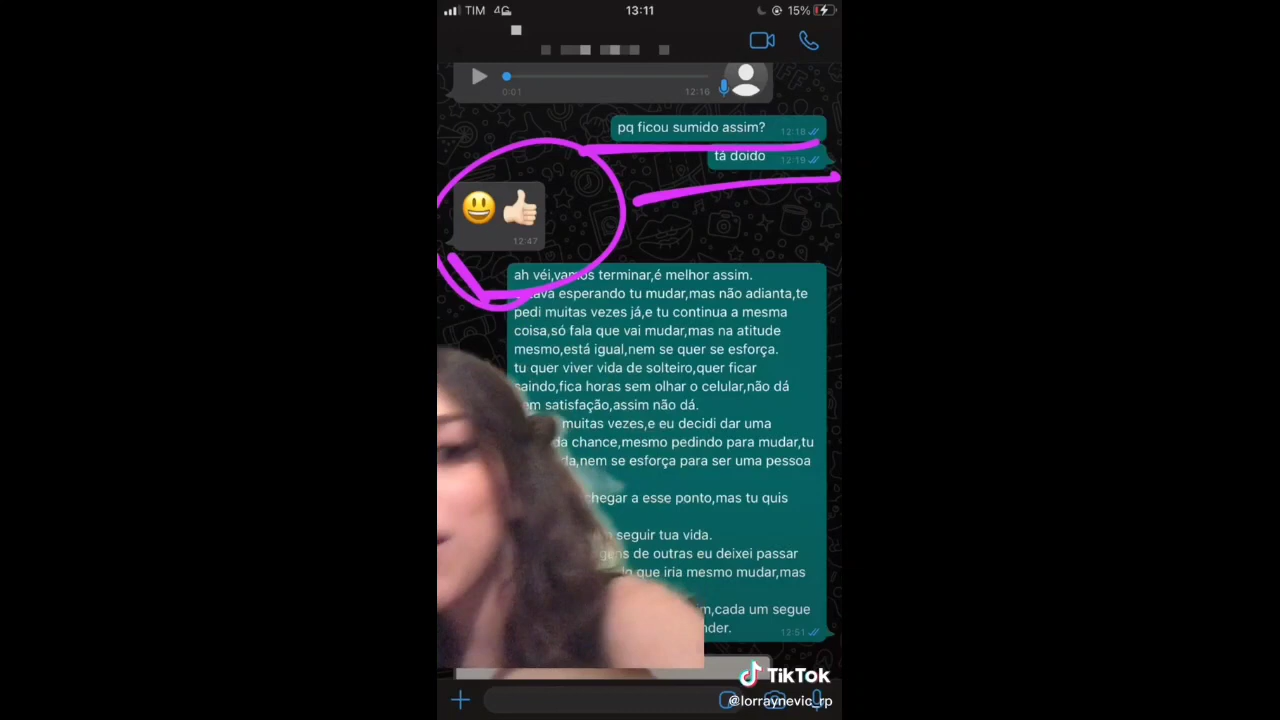 TIM 4G 13:11 15%
0:01 12:16
pq ficou sumido assim? 12:18
tá doido 12:19
😃👍🏻
12:47
ah véi,vamos terminar,é melhor assim.
esperando tu mudar,mas não adianta,te
pedi muitas vezes já,e tu continua a mesma
coisa,só fala que vai mudar,mas na atitude
mesmo,está igual,nem se quer se esforça.
tu quer viver vida de solteiro,quer ficar
saindo,fica horas sem olhar o celular,não dá
satisfação,assim não dá.
muitas vezes,e eu decidi dar uma
chance,mesmo pedindo para mudar,tu
nem se esforça para ser uma pessoa
chegar a esse ponto,mas tu quis
seguir tua vida.
de outras eu deixei passar
que iria mesmo mudar,mas
cada um segue
TikTok
@lorraynevic_rp